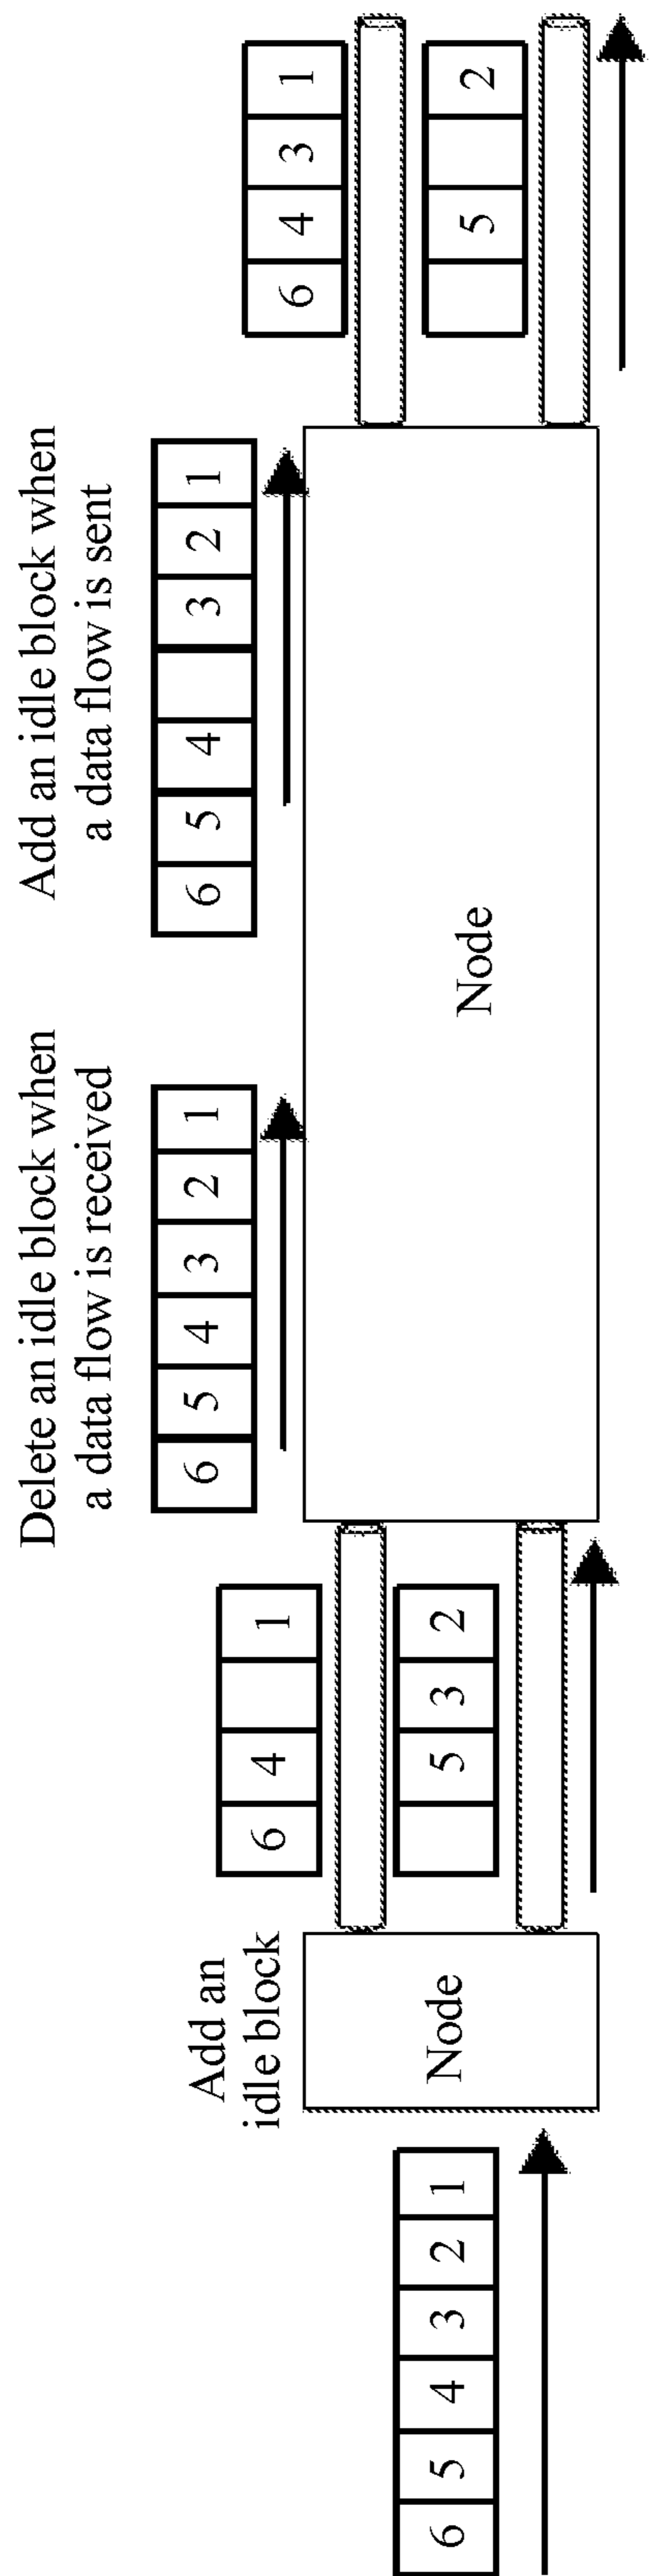 6 5 4 3 2 1
Add an
idle block
Node
6 4 1
5 3 2
Delete an idle block when
a data flow is received
6 5 4 3 2 1
Add an idle block when
a data flow is sent
6 5 4 3 2 1
Node
6 4 3 1
5 2